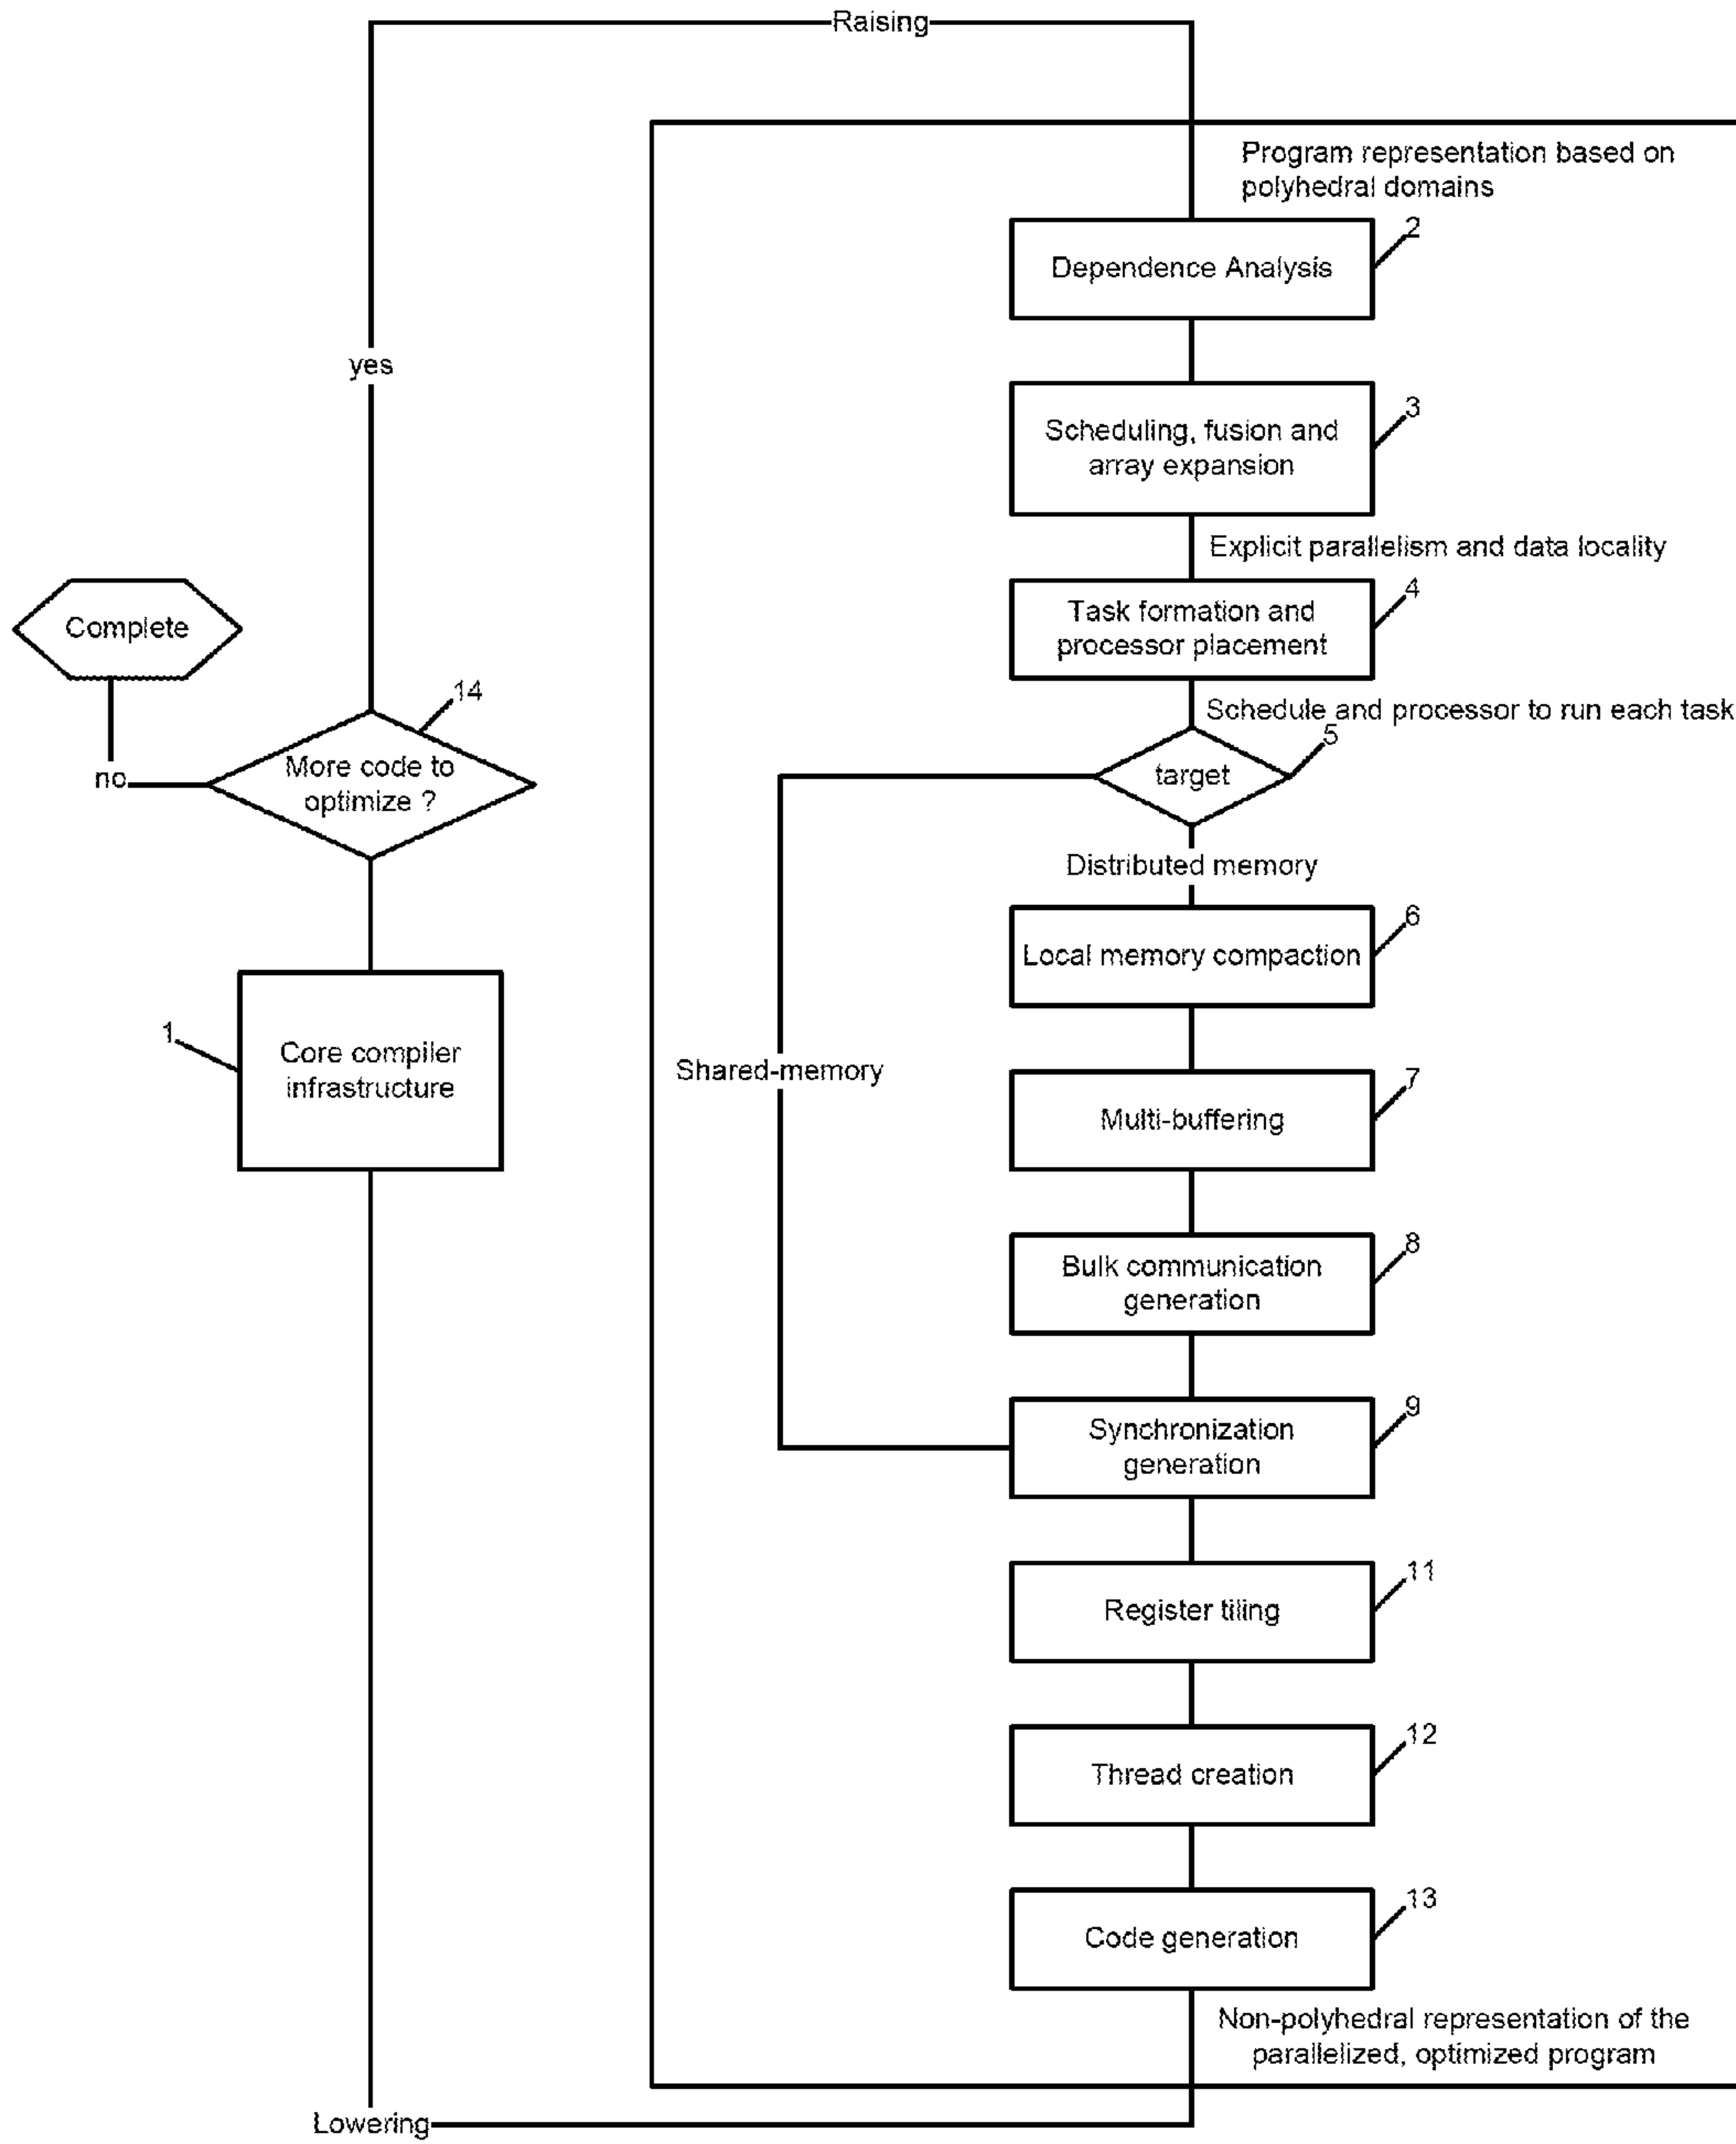 Raising
Program representation based on
polyhedral domains
2
Dependence Analysis
yes
3
Scheduling, fusion and
array expansion
Explicit parallelism and data locality
4
Task formation and
processor placement
Complete
14
Schedule and processor to run each task
5
target
More code to
optimize ?
no
Distributed memory
6
Local memory compaction
1
Core compiler
infrastructure
Shared-memory
7
Multi-buffering
8
Bulk communication
generation
9
Synchronization
generation
11
Register tiling
12
Thread creation
13
Code generation
Non-polyhedral representation of the
parallelized, optimized program
Lowering